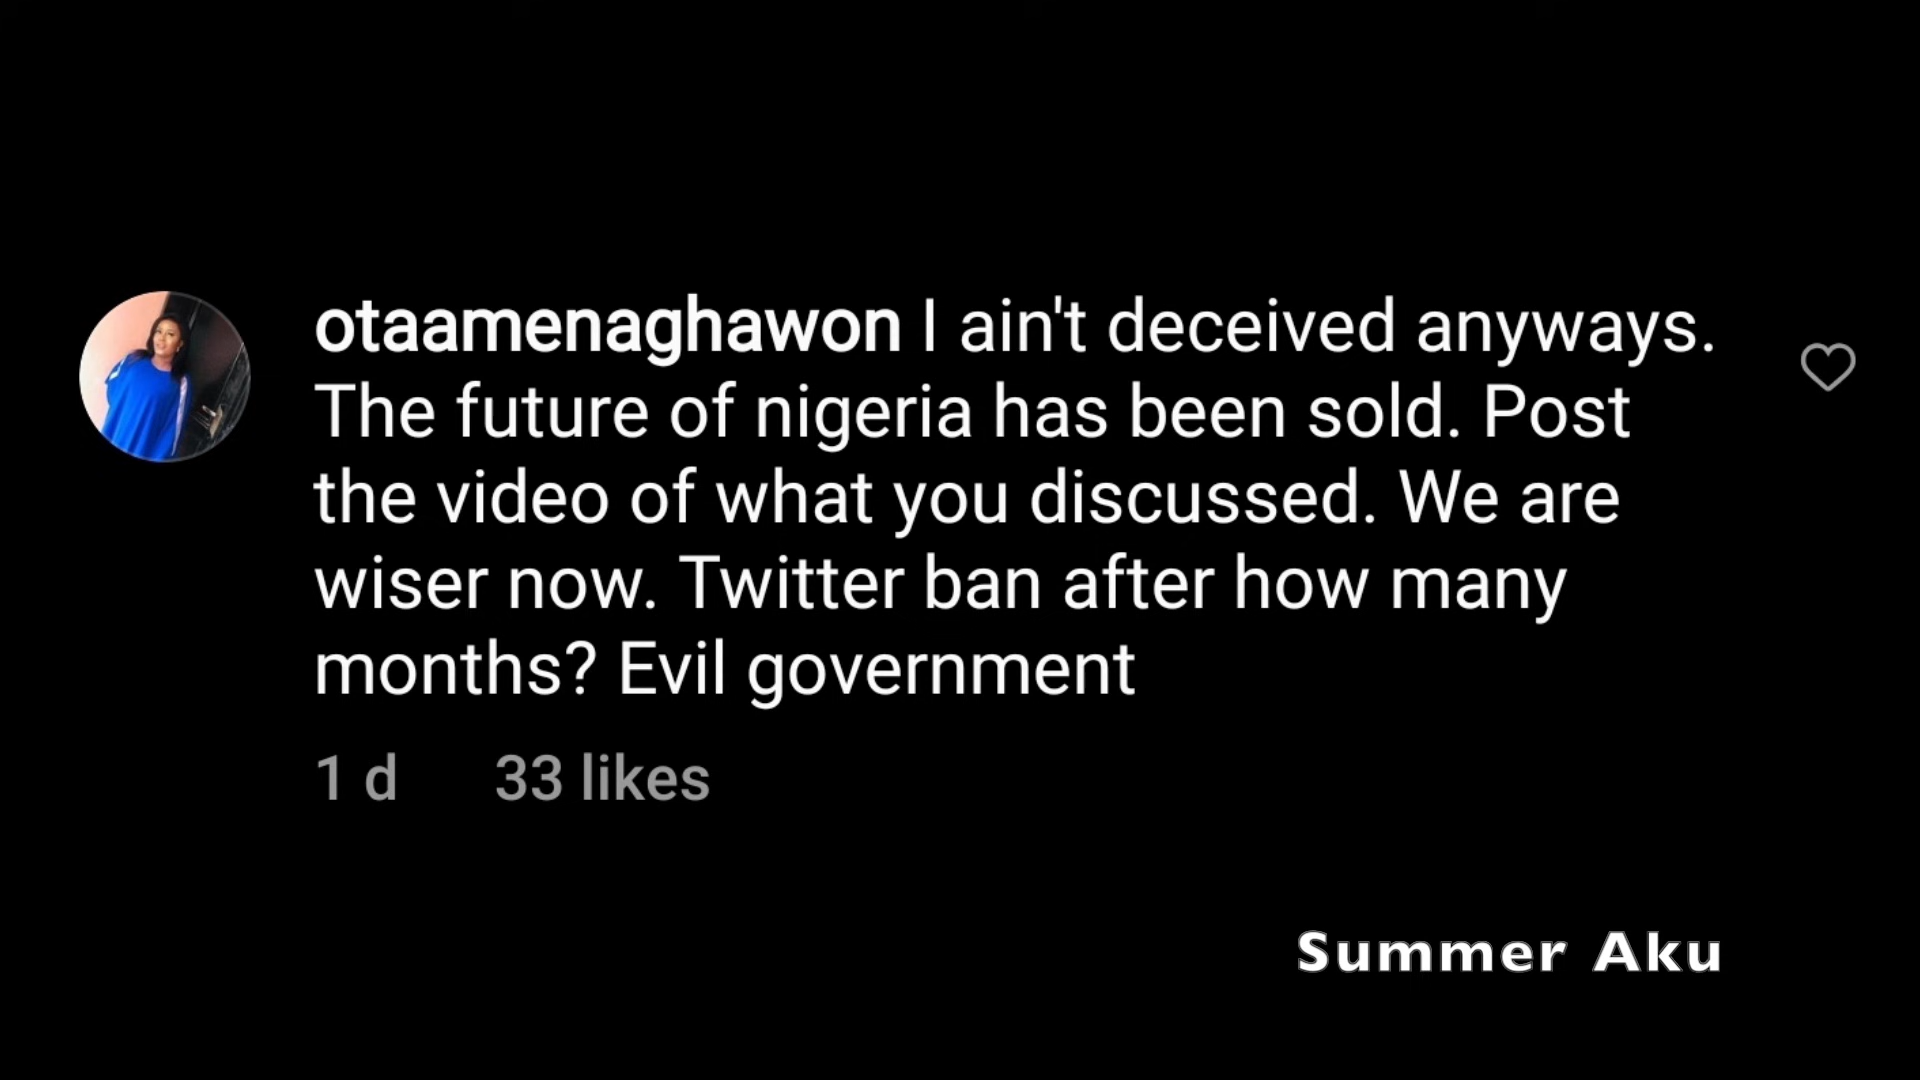 otaamenaghawon I ain't deceived anyways.
The future of nigeria has been sold. Post
the video of what you discussed. We are
wiser now. Twitter ban after how many
months? Evil government
1 d 33 likes
Summer Aku